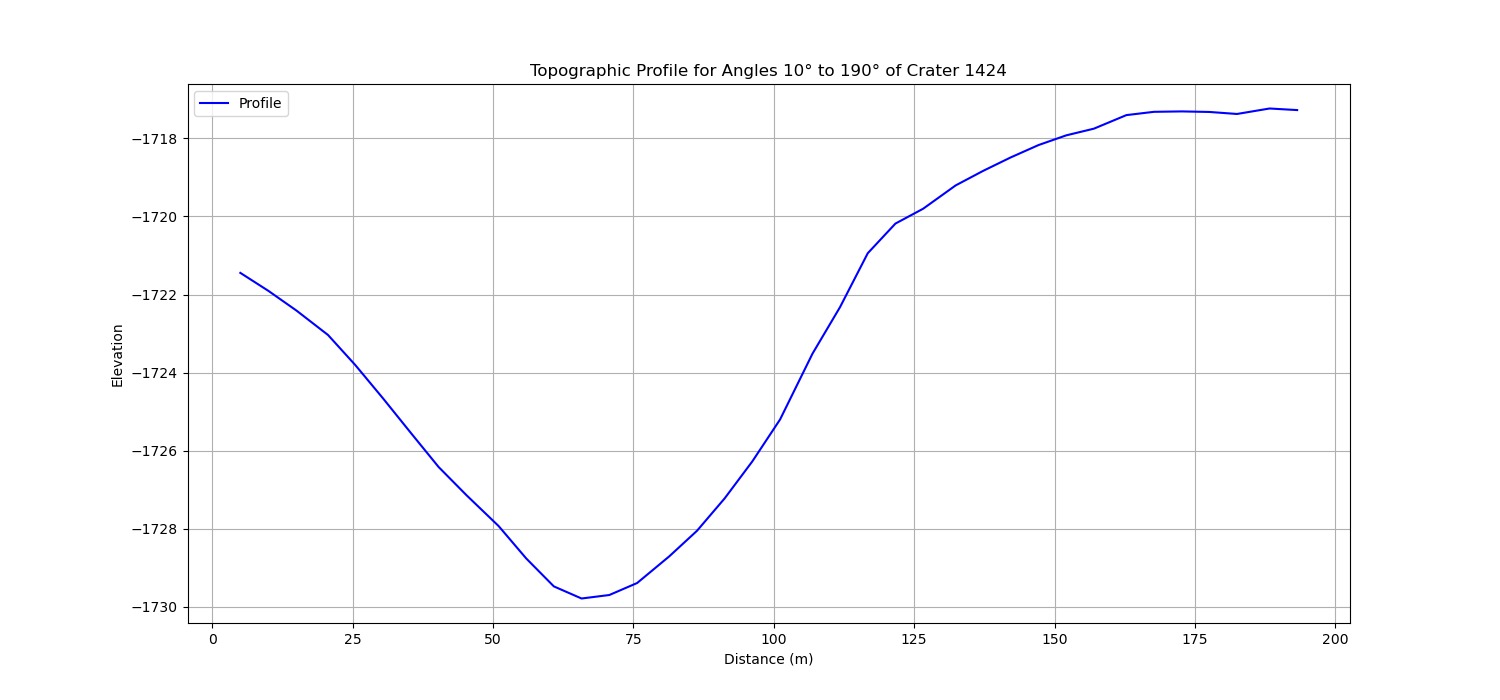 Topographic Profile for Angles 10° to 190° of Crater 1424
Profile
−1718
−1720
−1722
−1724
−1726
−1728
−1730
Elevation
0 25 50 75 100 125 150 175 200
Distance (m)